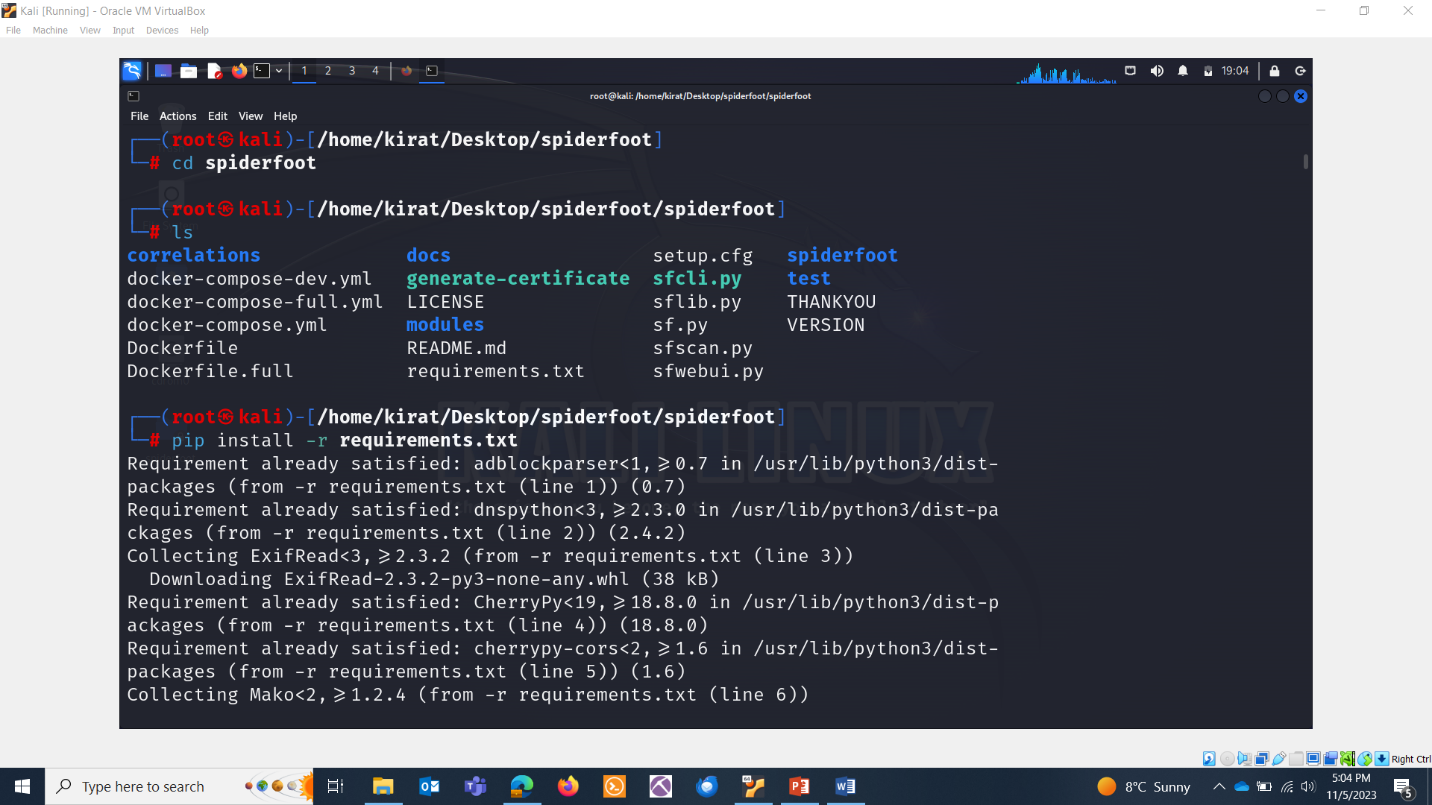 Kali [Running] - Oracle VM VirtualBox
File Machine View Input Devices Help
1 2 3 4 19:04
root@kali: /home/kirat/Desktop/spiderfoot/spiderfoot
File Actions Edit View Help
(root㉿kali)-[/home/kirat/Desktop/spiderfoot]
# cd spiderfoot
(root㉿kali)-[/home/kirat/Desktop/spiderfoot/spiderfoot]
# ls
correlations docs setup.cfg spiderfoot
docker-compose-dev.yml generate-certificate sfcli.py test
docker-compose-full.yml LICENSE sflib.py THANKYOU
docker-compose.yml modules sf.py VERSION
Dockerfile README.md sfscan.py
Dockerfile.full requirements.txt sfwebui.py
(root㉿kali)-[/home/kirat/Desktop/spiderfoot/spiderfoot]
# pip install -r requirements.txt
Requirement already satisfied: adblockparser<1,>=0.7 in /usr/lib/python3/dist-
packages (from -r requirements.txt (line 1)) (0.7)
Requirement already satisfied: dnspython<3,>=2.3.0 in /usr/lib/python3/dist-pa
ckages (from -r requirements.txt (line 2)) (2.4.2)
Collecting ExifRead<3,>=2.3.2 (from -r requirements.txt (line 3))
Downloading ExifRead-2.3.2-py3-none-any.whl (38 kB)
Requirement already satisfied: CherryPy<19,>=18.8.0 in /usr/lib/python3/dist-p
ackages (from -r requirements.txt (line 4)) (18.8.0)
Requirement already satisfied: cherrypy-cors<2,>=1.6 in /usr/lib/python3/dist-
packages (from -r requirements.txt (line 5)) (1.6)
Collecting Mako<2,>=1.2.4 (from -r requirements.txt (line 6))
KALI LINUX
Right Ctrl
Type here to search
8°C Sunny
5:04 PM
11/5/2023
5